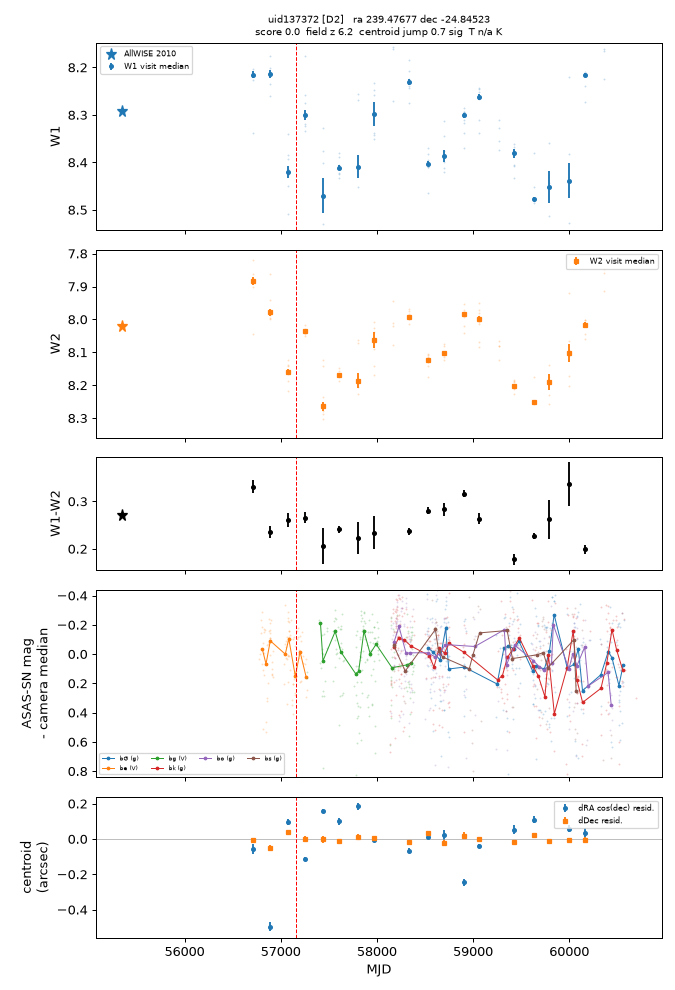 uid137372 [D2]   ra 239.47677 dec -24.84523
score 0.0  field z 6.2  centroid jump 0.7 sig  T n/a K
AllWISE 2010
W1 visit median
8.2
8.3
8.4
8.5
W1
W2 visit median
7.8
7.9
8.0
8.1
8.2
8.3
W2
0.3
0.2
W1-W2
−0.4
−0.2
0.0
0.2
0.4
0.6
0.8
ASAS-SN mag
- camera median
be (V)
bg (V)
bk (g)
bo (g)
bs (g)
dRA cos(dec) resid.
dDec resid.
0.2
0.0
−0.2
−0.4
centroid
(arcsec)
56000
57000
58000
59000
60000
MJD